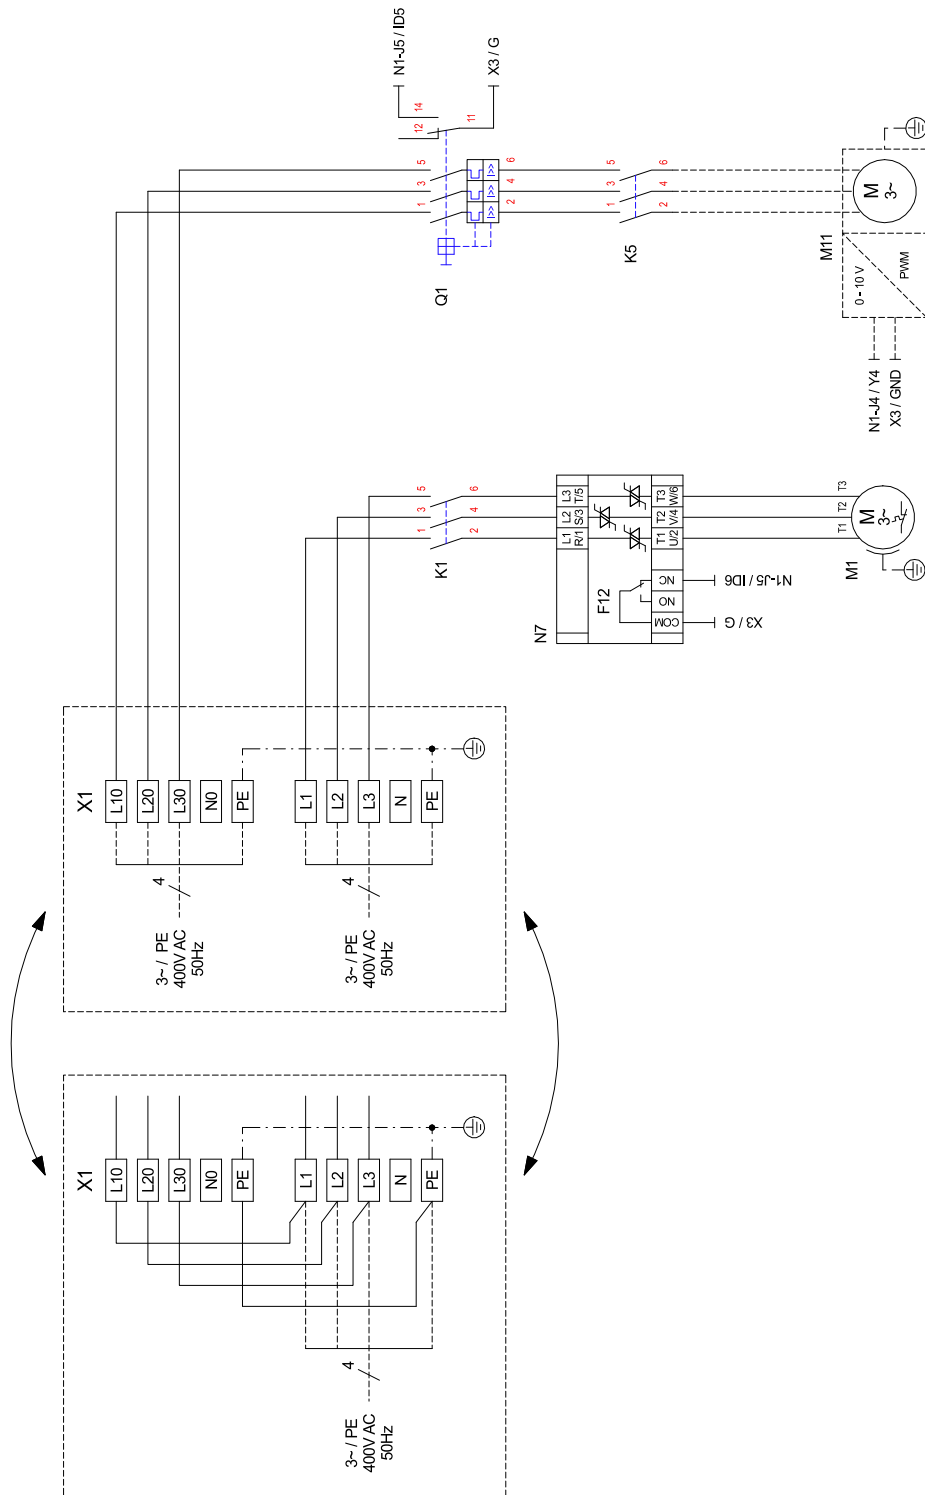 N1-J5 / ID5
X3 / G
14
12
11
5
3
1
6
4
2
Q1
5
3
1
6
4
2
K5
M
3~
M11
0 - 10 V
PWM
N1-J4 / Y4
X3 / GND
5
3
1
6
4
2
K1
L3
T/5
L2
S/3
L1
R/1
T3
W/6
T2
V/4
T1
U/2
F12
NC
NO
COM
N7
N1-J5 / ID6
X3 / G
T3
T2
T1
M
3~
M1
X1
L10
L20
L30
N0
PE
L1
L2
L3
N
PE
4
3~ / PE
400V AC
50Hz
4
3~ / PE
400V AC
50Hz
X1
L10
L20
L30
N0
PE
L1
L2
L3
N
PE
4
3~ / PE
400V AC
50Hz